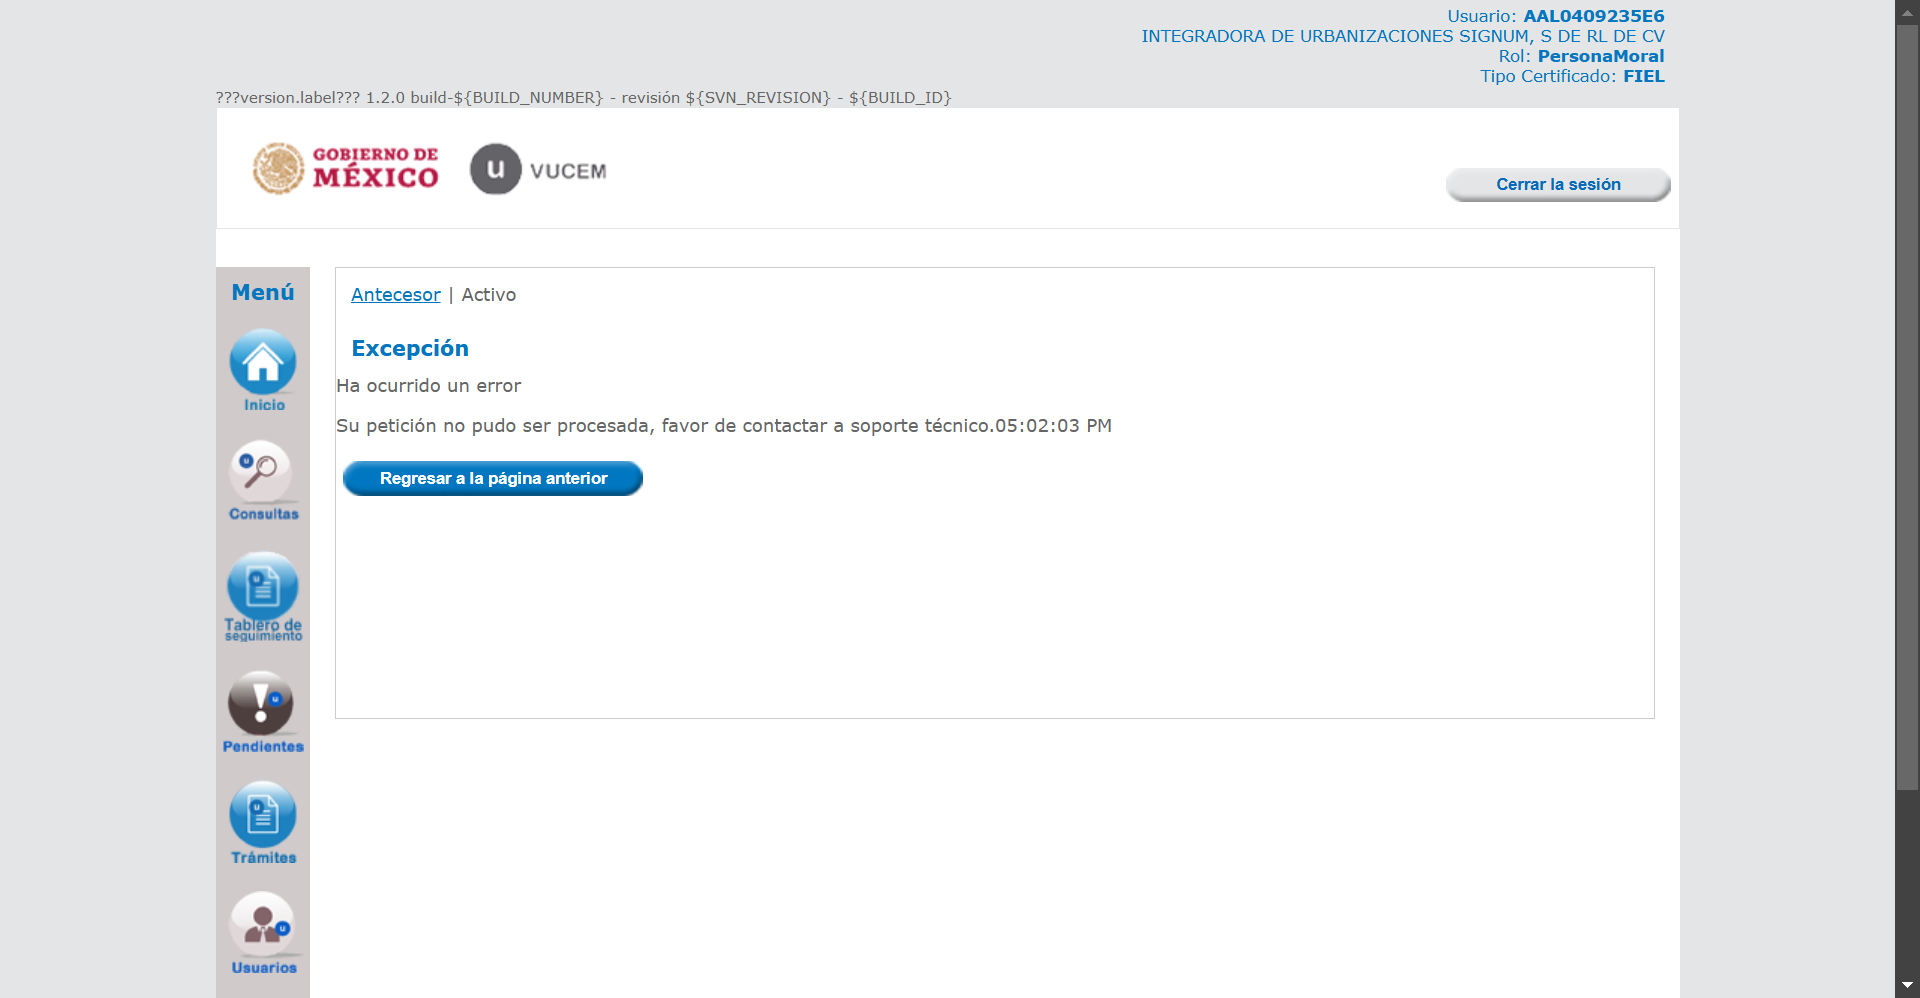 Usuario: AAL0409235E6
INTEGRADORA DE URBANIZACIONES SIGNUM, S DE RL DE CV
Rol: PersonaMoral
Tipo Certificado: FIEL
???version.label??? 1.2.0 build-${BUILD_NUMBER} - revisión ${SVN_REVISION} - ${BUILD_ID}
GOBIERNO DE
MÉXICO
u VUCEM
Cerrar la sesión
Menú
Inicio
Consultas
Tablero de
seguimiento
Pendientes
Trámites
Usuarios
Antecesor | Activo
Excepción
Ha ocurrido un error
Su petición no pudo ser procesada, favor de contactar a soporte técnico.05:02:03 PM
Regresar a la página anterior